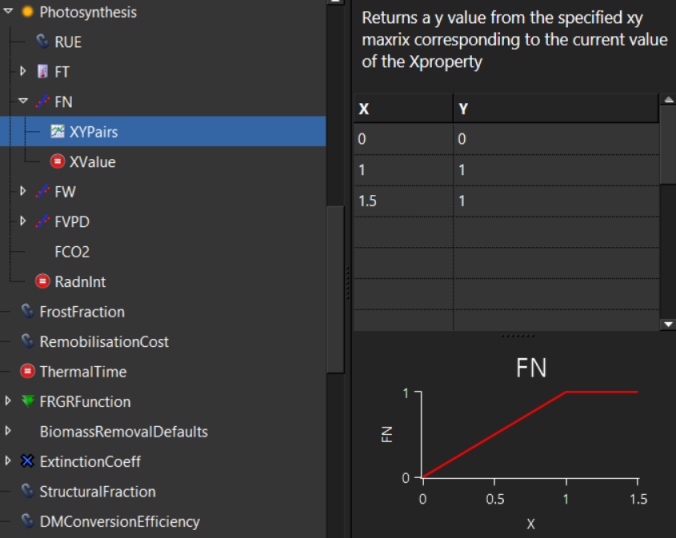 Photosynthesis
RUE
FT
FN
XYPairs
XValue
FW
FVPD
FCO2
RadnInt
FrostFraction
RemobilisationCost
ThermalTime
FRGRFunction
BiomassRemovalDefaults
ExtinctionCoeff
StructuralFraction
DMConversionEfficiency
Returns a y value from the specified xy
maxrix corresponding to the current value
of the Xproperty
X Y
0 0
1 1
1.5 1
FN
1
FN
0
0 0.5 1 1.5
X